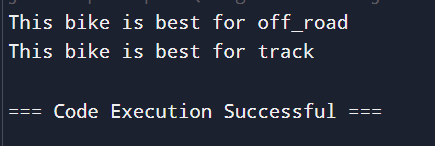 This bike is best for off_road
This bike is best for track
=== Code Execution Successful ===